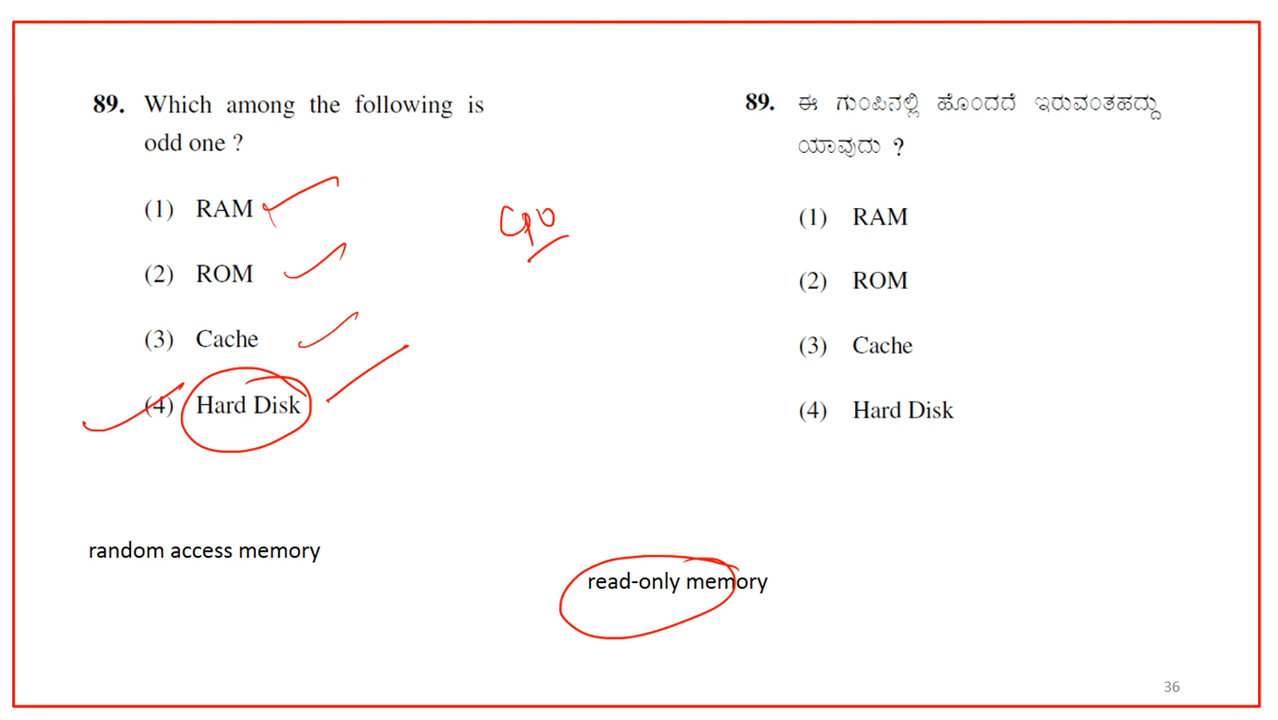 89. Which among the following is
odd one ?
(1) RAM
(2) ROM
(3) Cache
(4) Hard Disk
89. ಈ ಗುಂಪಿನಲ್ಲಿ ಹೊಂದದೆ ಇರುವಂತಹದ್ದು
ಯಾವುದು ?
(1) RAM
(2) ROM
(3) Cache
(4) Hard Disk
random access memory
read-only memory
36